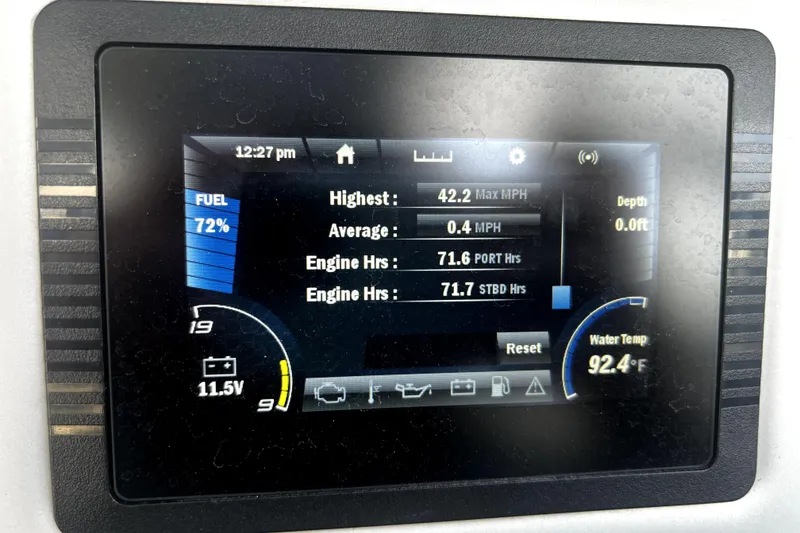 12:27 pm
FUEL
72%
Highest : 42.2 Max MPH
Average : 0.4 MPH
Engine Hrs : 71.6 PORT Hrs
Engine Hrs : 71.7 STBD Hrs
Depth
0.0ft
19
11.5V
9
Reset
Water Temp
92.4°F